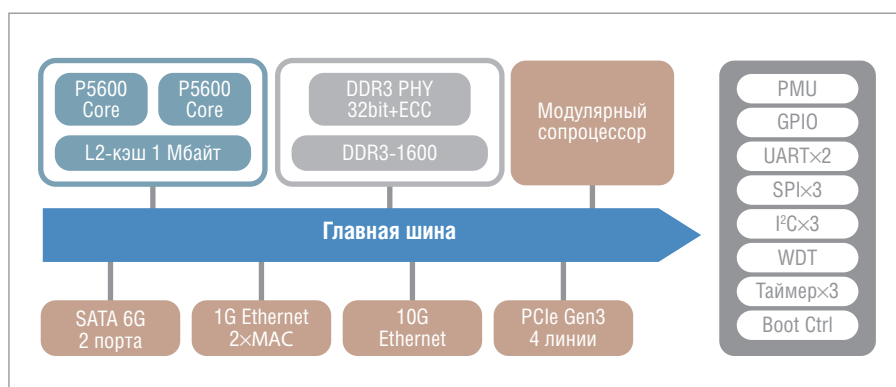 P5600
Core
P5600
Core
L2-кэш 1 Мбайт
DDR3 PHY
32bit+ECC
DDR3-1600
Модулярный
сопроцессор
Главная шина
SATA 6G
2 порта
1G Ethernet
2×MAC
10G
Ethernet
PCIe Gen3
4 линии
PMU
GPIO
UART×2
SPI×3
I²C×3
WDT
Таймер×3
Boot Ctrl